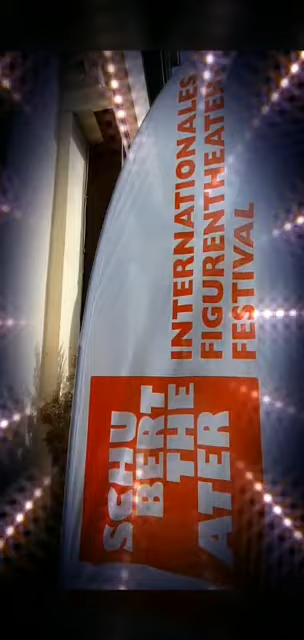 INTERNATIONALES
FIGURENTHEATER
FESTIVAL
SCHU
BERT
THE
ATER